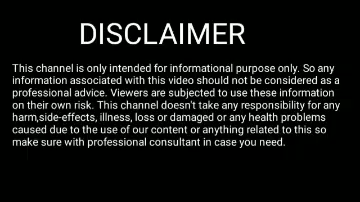 DISCLAIMER
This channel is only intended for informational purpose only. So any
information associated with this video should not be considered as a
professional advice. Viewers are subjected to use these information
on their own risk. This channel doesn't take any responsibility for any
harm,side-effects, illness, loss or damaged or any health problems
caused due to the use of our content or anything related to this so
make sure with professional consultant in case you need.